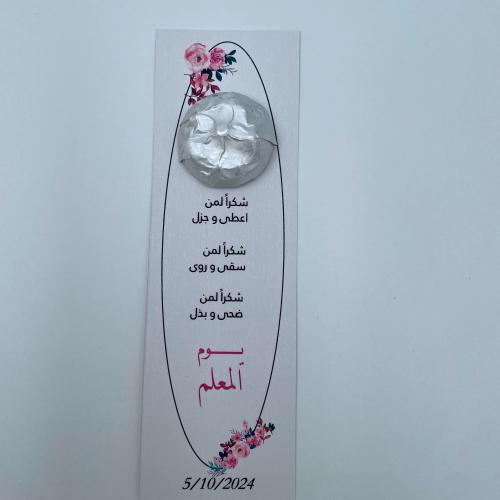 شكراً لمن
اعطى و جزل
شكراً لمن
سقى و روى
شكراً لمن
ضحى و بذل
يوم
المعلم
5/10/2024